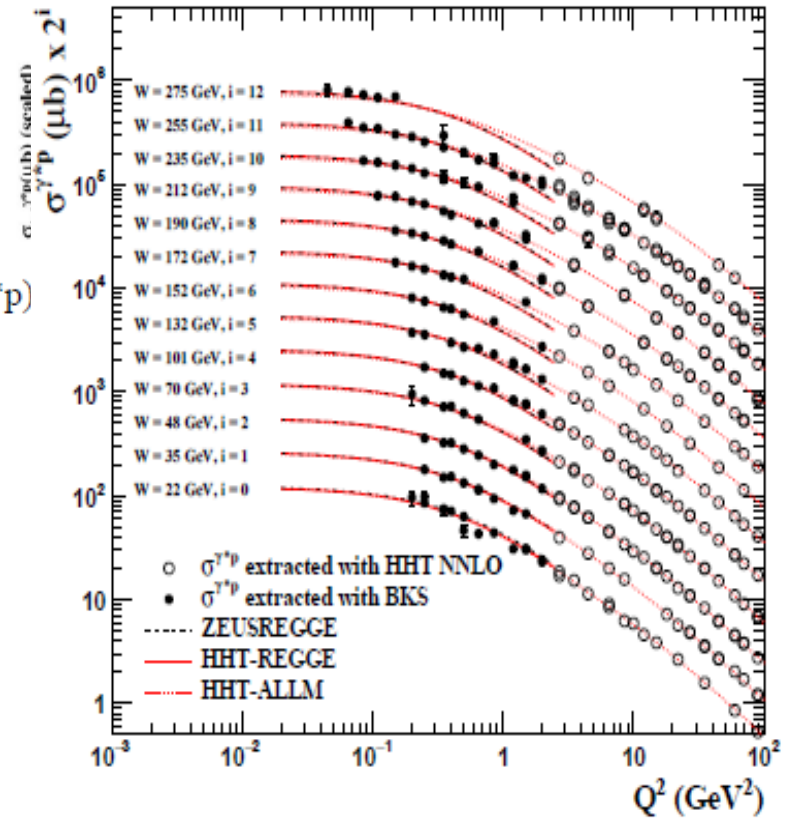 σ^γ*p (μb) (scaled)
σ^γ*p (μb) x 2^i
*p)
10^6
10^5
10^4
10^3
10^2
10
1
W = 275 GeV, i = 12
W = 255 GeV, i = 11
W = 235 GeV, i = 10
W = 212 GeV, i = 9
W = 190 GeV, i = 8
W = 172 GeV, i = 7
W = 152 GeV, i = 6
W = 132 GeV, i = 5
W = 101 GeV, i = 4
W = 70 GeV, i = 3
W = 48 GeV, i = 2
W = 35 GeV, i = 1
W = 22 GeV, i = 0
σ^γ*p extracted with HHT NNLO
σ^γ*p extracted with BKS
ZEUSREGGE
HHT-REGGE
HHT-ALLM
10^-3 10^-2 10^-1 1 10 10^2
Q^2 (GeV^2)